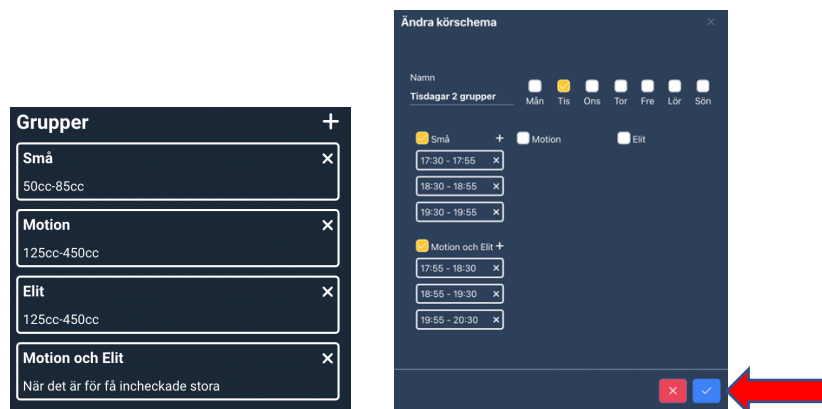 Grupper
Små
50cc-85cc
Motion
125cc-450cc
Elit
125cc-450cc
Motion och Elit
När det är för få incheckade stora
Ändra körschema
Namn
Tisdagar 2 grupper
Mån Tis Ons Tor Fre Lör Sön
Små + Motion Elit
17:30 - 17:55
18:30 - 18:55
19:30 - 19:55
Motion och Elit +
17:55 - 18:30
18:55 - 19:30
19:55 - 20:30